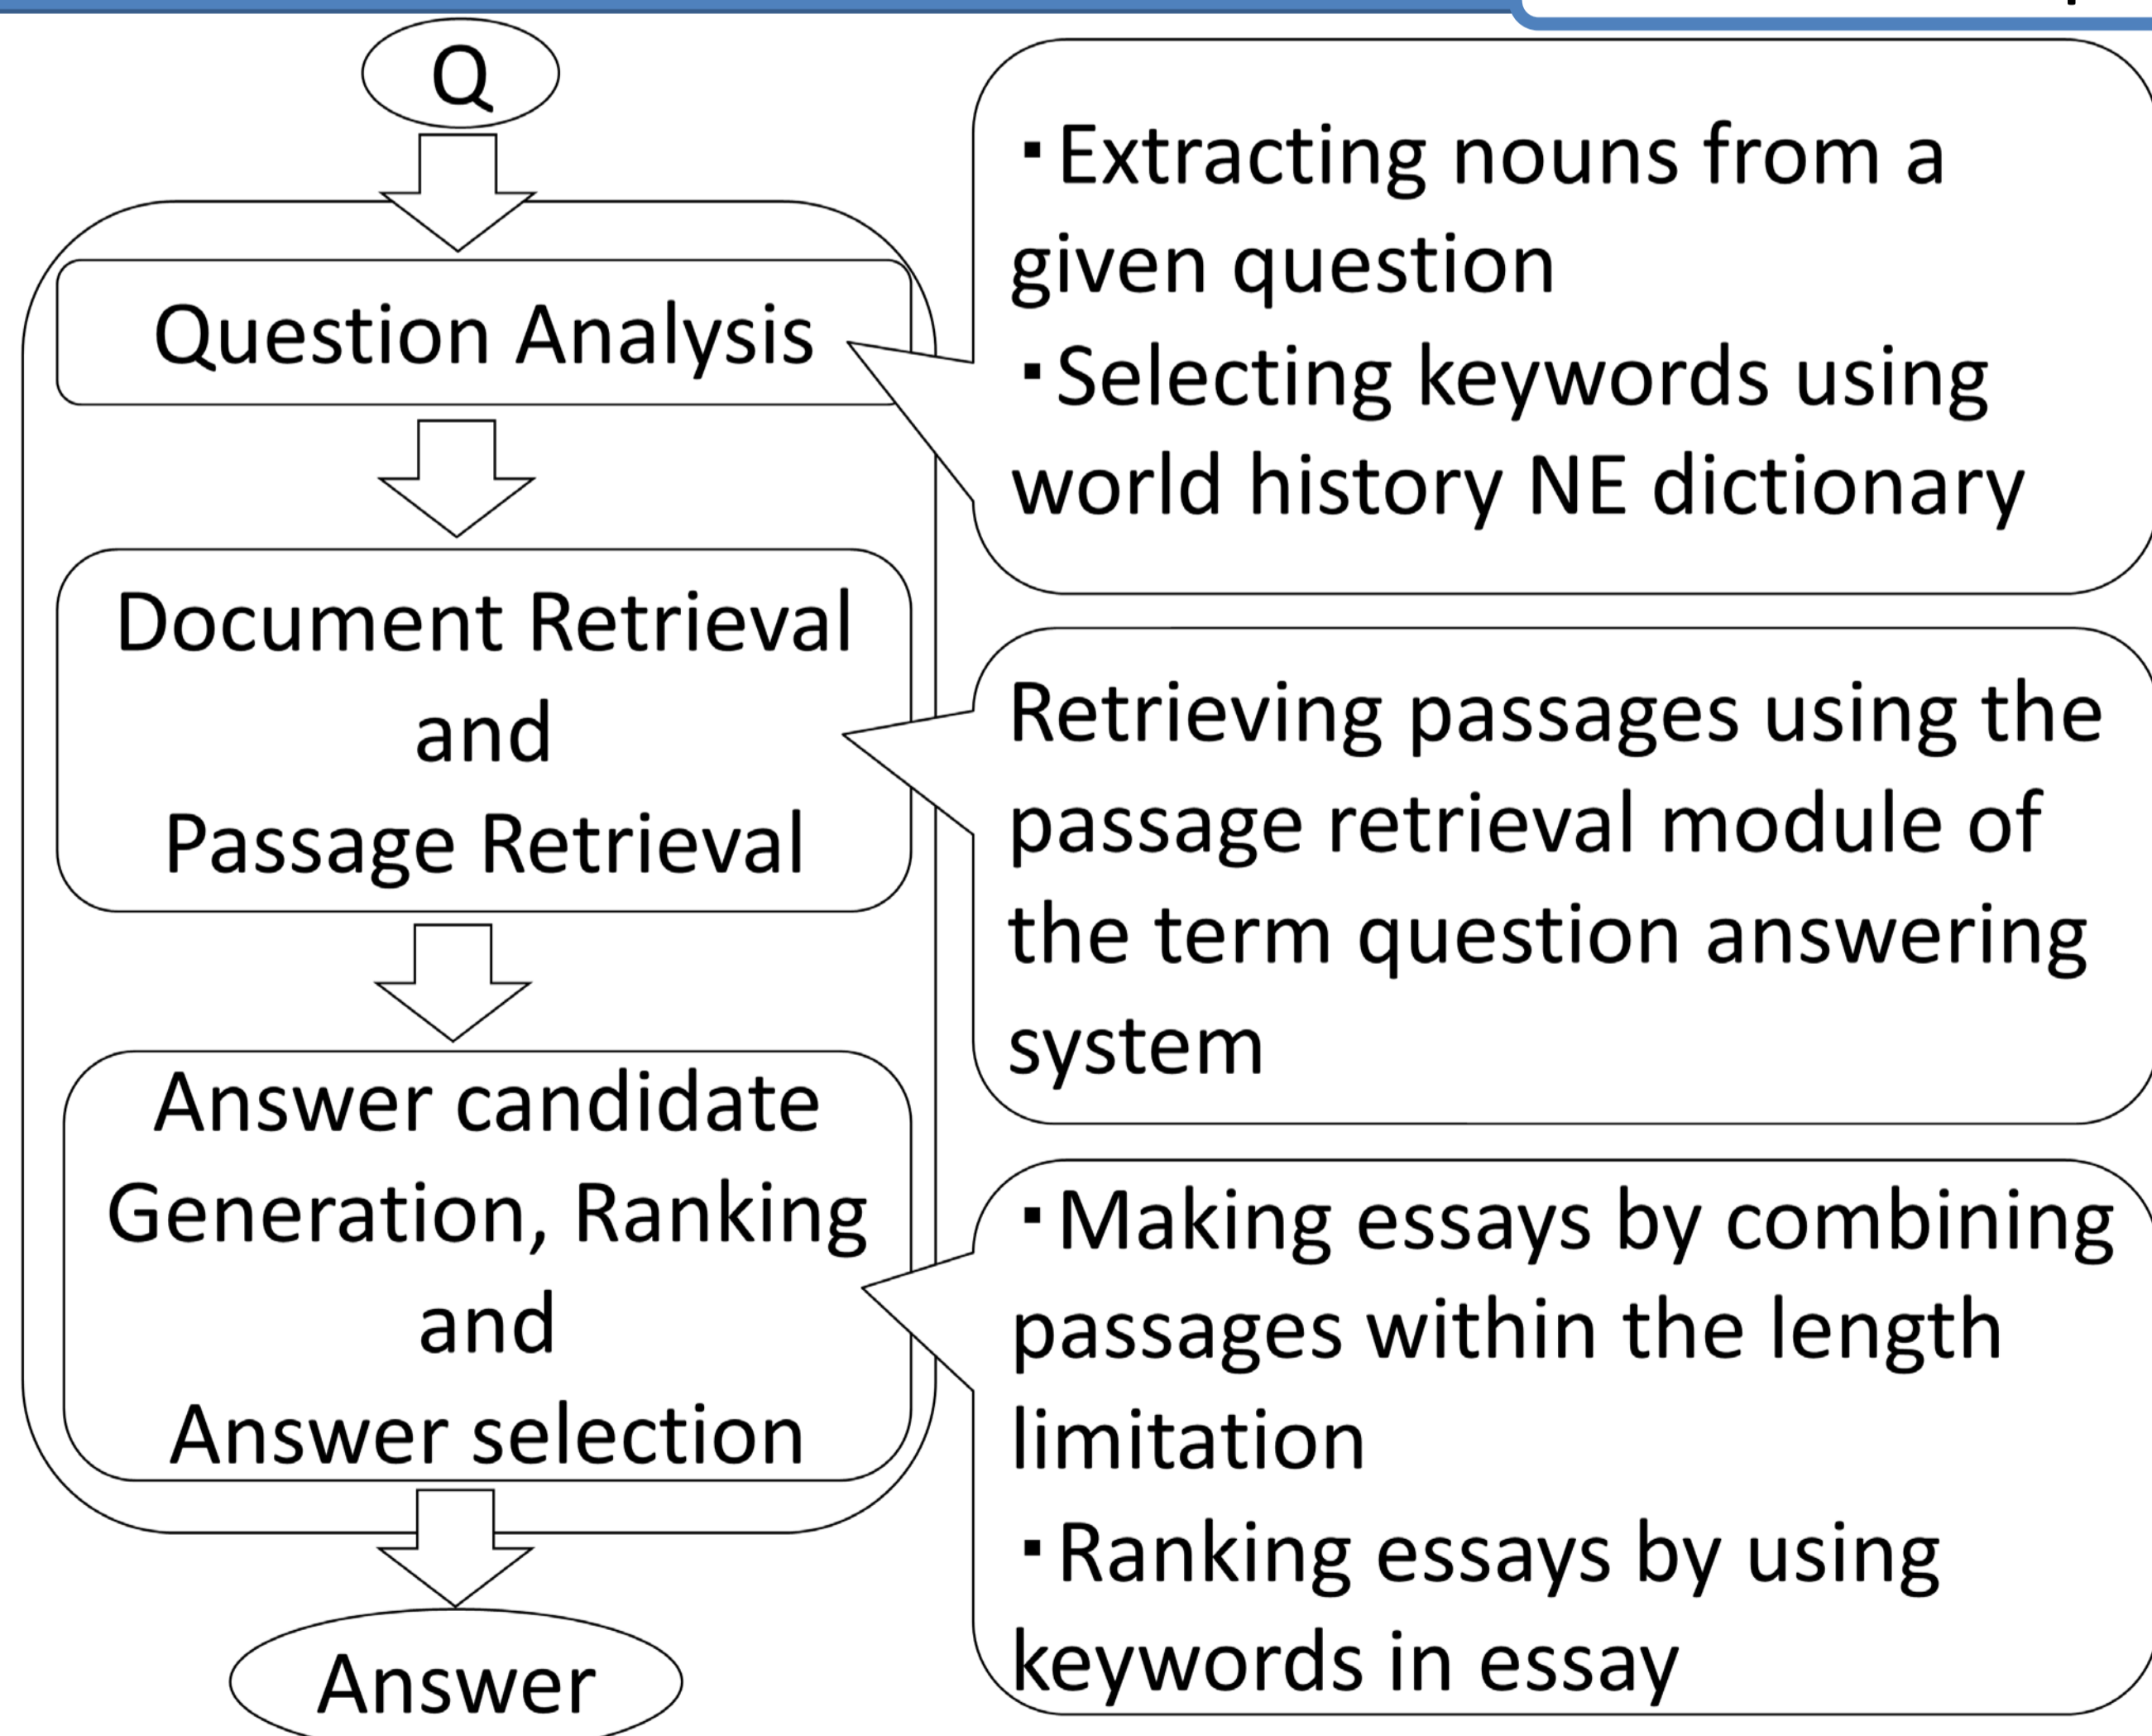 Q
Question Analysis
▪Extracting nouns from a
given question
▪Selecting keywords using
world history NE dictionary
Document Retrieval
and
Passage Retrieval
Retrieving passages using the
passage retrieval module of
the term question answering
system
Answer candidate
Generation, Ranking
and
Answer selection
▪Making essays by combining
passages within the length
limitation
▪Ranking essays by using
keywords in essay
Answer